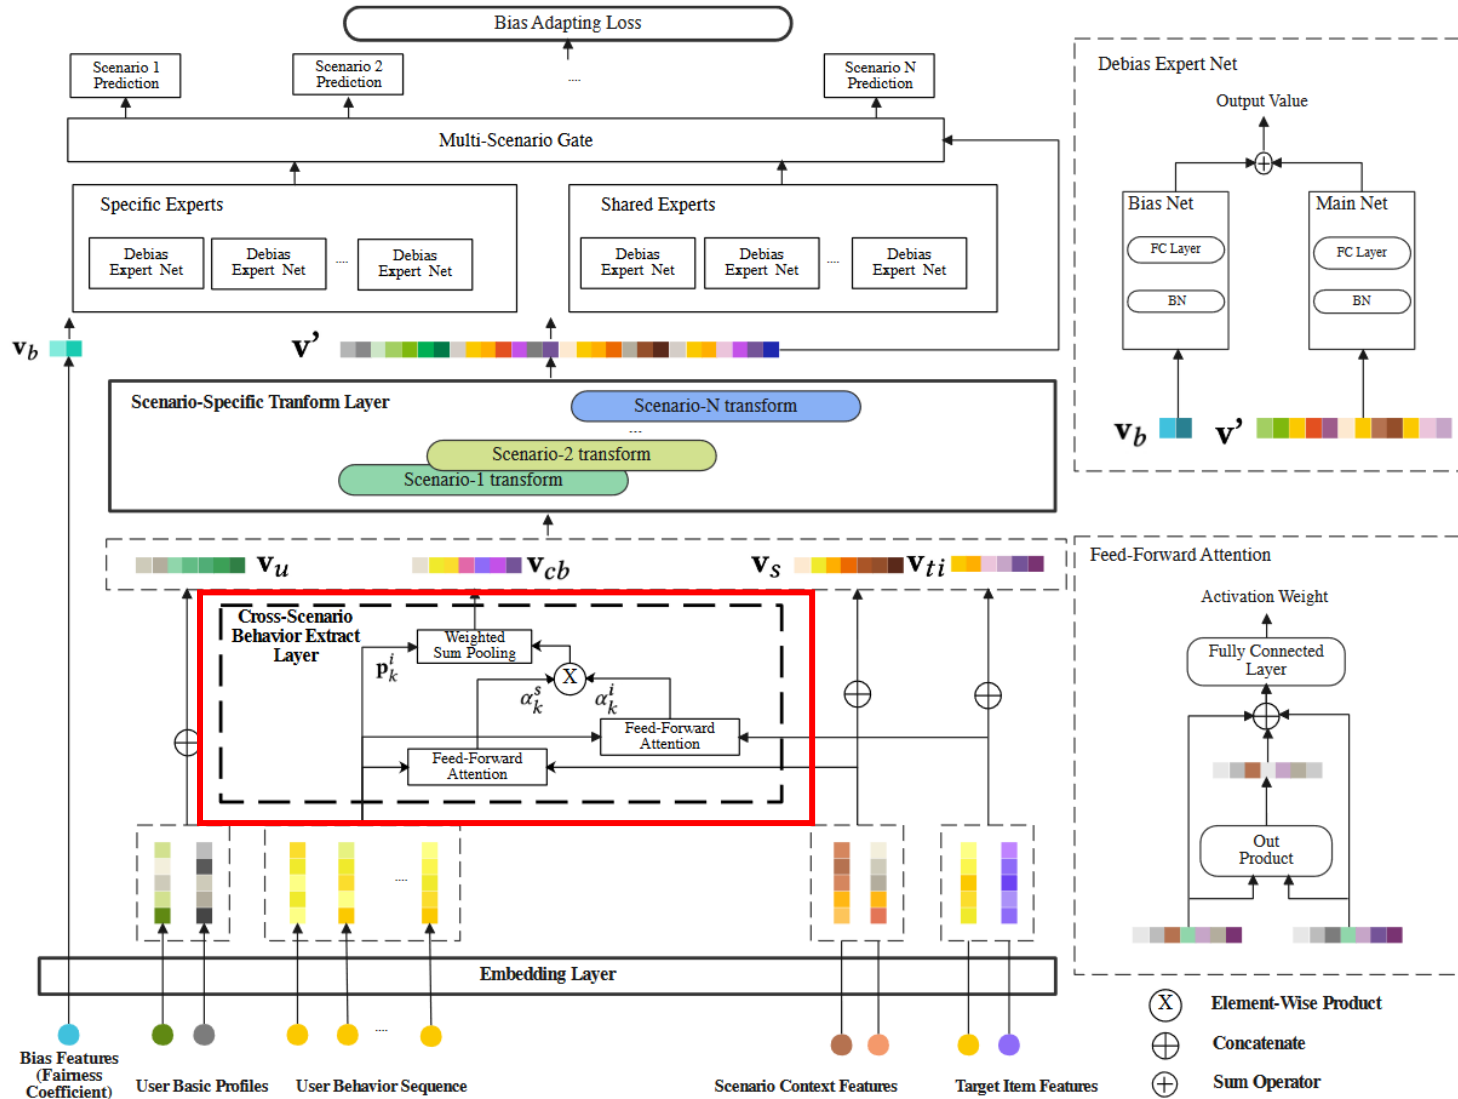 Bias Adapting Loss
Scenario 1
Prediction
Scenario 2
Prediction
....
Scenario N
Prediction
Multi-Scenario Gate
Specific Experts
Debias
Expert Net
Debias
Expert Net
....
Debias
Expert Net
Shared Experts
Debias
Expert Net
Debias
Expert Net
....
Debias
Expert Net
v_b
v'
Scenario-Specific Tranform Layer
Scenario-N transform
...
Scenario-2 transform
Scenario-1 transform
v_u
v_cb
v_s
v_ti
Cross-Scenario
Behavior Extract
Layer
Weighted
Sum Pooling
p_k^i
X
α_k^s
α_k^i
Feed-Forward
Attention
Feed-Forward
Attention
....
Embedding Layer
....
Bias Features
(Fairness
Coefficient)
User Basic Profiles
User Behavior Sequence
Scenario Context Features
Target Item Features
Debias Expert Net
Output Value
Bias Net
FC Layer
BN
Main Net
FC Layer
BN
v_b
v'
Feed-Forward Attention
Activation Weight
Fully Connected
Layer
Out
Product
X Element-Wise Product
Concatenate
Sum Operator